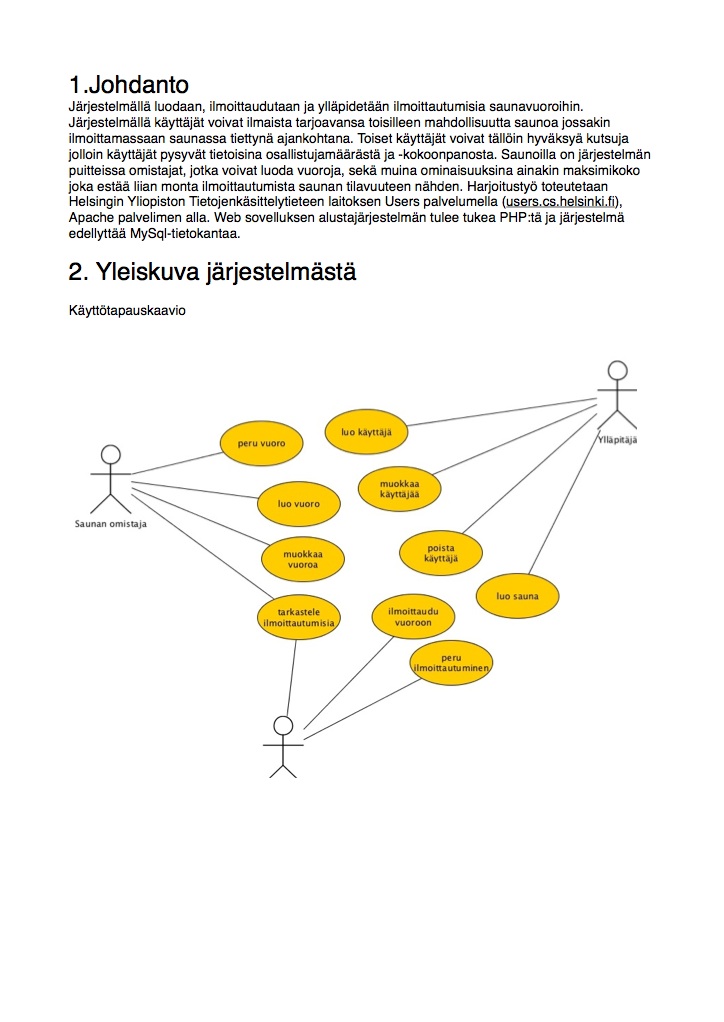 1.Johdanto
Järjestelmällä luodaan, ilmoittaudutaan ja ylläpidetään ilmoittautumisia saunavuoroihin.
Järjestelmällä käyttäjät voivat ilmaista tarjoavansa toisilleen mahdollisuutta saunoa jossakin
ilmoittamassaan saunassa tiettynä ajankohtana. Toiset käyttäjät voivat tällöin hyväksyä kutsuja
jolloin käyttäjät pysyvät tietoisina osallistujamäärästä ja -kokoonpanosta. Saunoilla on järjestelmän
puitteissa omistajat, jotka voivat luoda vuoroja, sekä muina ominaisuuksina ainakin maksimikoko
joka estää liian monta ilmoittautumista saunan tilavuuteen nähden. Harjoitustyö toteutetaan
Helsingin Yliopiston Tietojenkäsittelytieteen laitoksen Users palvelumella (users.cs.helsinki.fi),
Apache palvelimen alla. Web sovelluksen alustajärjestelmän tulee tukea PHP:tä ja järjestelmä
edellyttää MySql-tietokantaa.
2. Yleiskuva järjestelmästä
Käyttötapauskaavio
luo käyttäjä
Ylläpitäjä
peru vuoro
muokkaa
käyttäjää
luo vuoro
Saunan omistaja
muokkaa
vuoroa
poista
käyttäjä
luo sauna
tarkastele
ilmoittautumisia
ilmoittaudu
vuoroon
peru
ilmoittautuminen